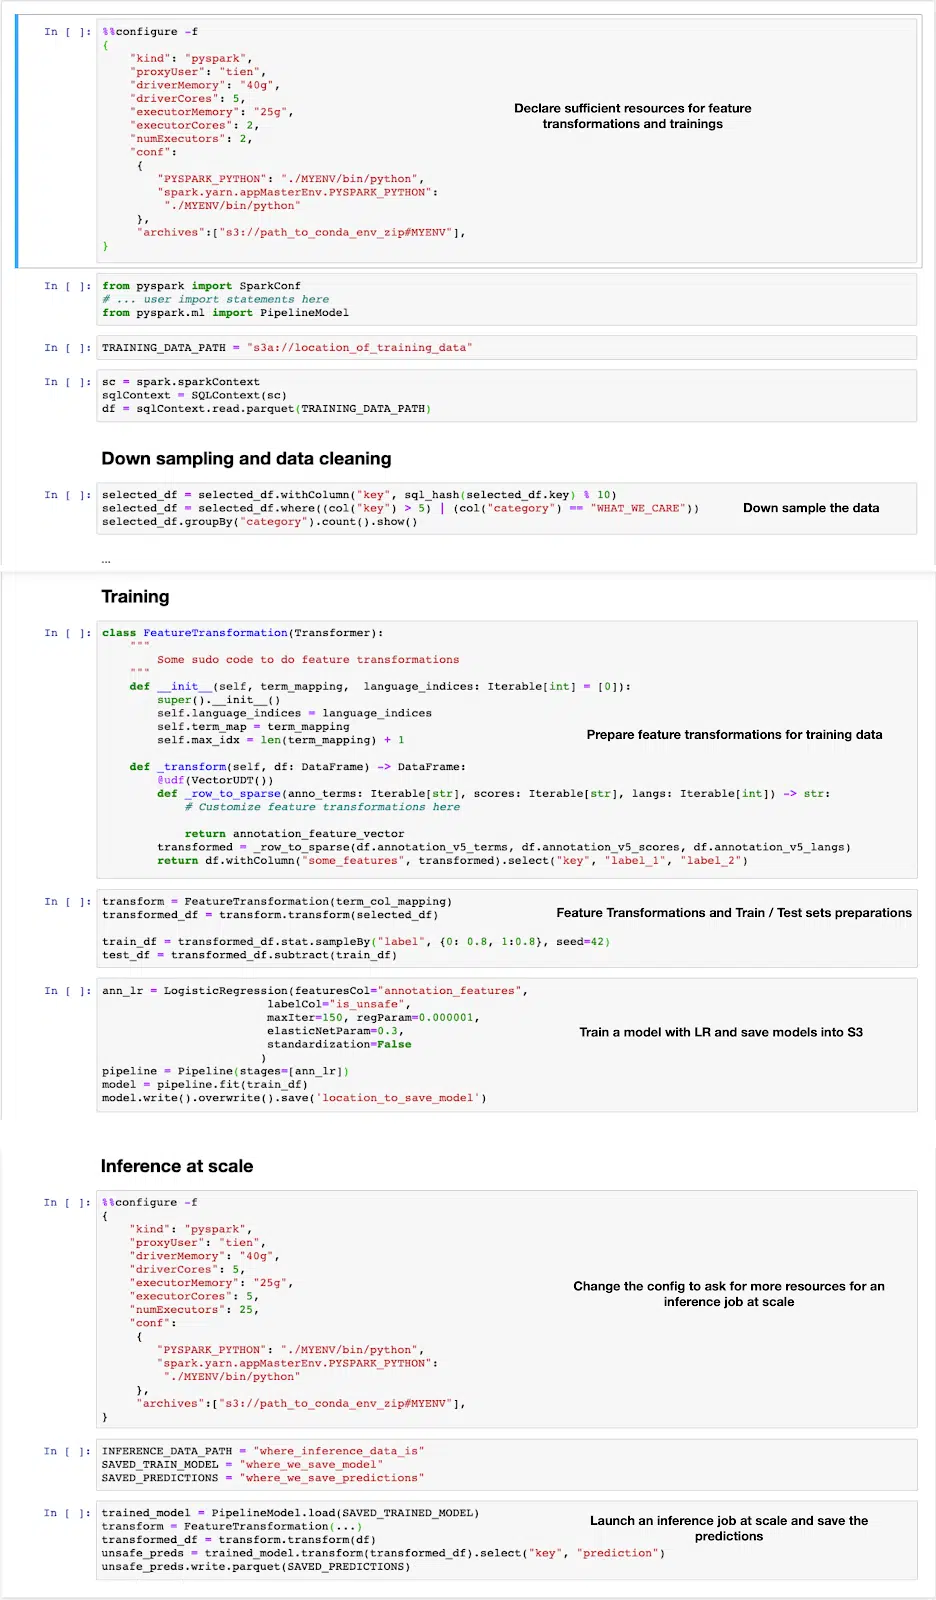 In [ ]: %%configure -f
{
"kind": "pyspark",
"proxyUser": "tien",
"driverMemory": "40g",
"driverCores": 5,
"executorMemory": "25g",
"executorCores": 2,
"numExecutors": 2,
"conf":
{
"PYSPARK_PYTHON": "./MYENV/bin/python",
"spark.yarn.appMasterEnv.PYSPARK_PYTHON":
"./MYENV/bin/python"
},
"archives":["s3://path_to_conda_env_zip#MYENV"],
}
Declare sufficient resources for feature
transformations and trainings
In [ ]: from pyspark import SparkConf
# ... user import statements here
from pyspark.ml import PipelineModel
In [ ]: TRAINING_DATA_PATH = "s3a://location_of_training_data"
In [ ]: sc = spark.sparkContext
sqlContext = SQLContext(sc)
df = sqlContext.read.parquet(TRAINING_DATA_PATH)
Down sampling and data cleaning
In [ ]: selected_df = selected_df.withColumn("key", sql_hash(selected_df.key) % 10)
selected_df = selected_df.where((col("key") > 5) | (col("category") == "WHAT_WE_CARE"))
selected_df.groupBy("category").count().show()
Down sample the data
...
Training
In [ ]: class FeatureTransformation(Transformer):
"""
Some sudo code to do feature transformations
"""
def __init__(self, term_mapping,  language_indices: Iterable[int] = [0]):
super().__init__()
self.language_indices = language_indices
self.term_map = term_mapping
self.max_idx = len(term_mapping) + 1
def _transform(self, df: DataFrame) -> DataFrame:
@udf(VectorUDT())
def _row_to_sparse(anno_terms: Iterable[str], scores: Iterable[str], langs: Iterable[int]) -> str:
# Customize feature transformations here
return annotation_feature_vector
transformed = _row_to_sparse(df.annotation_v5_terms, df.annotation_v5_scores, df.annotation_v5_langs)
return df.withColumn("some_features", transformed).select("key", "label_1", "label_2")
Prepare feature transformations for training data
In [ ]: transform = FeatureTransformation(term_col_mapping)
transformed_df = transform.transform(selected_df)
train_df = transformed_df.stat.sampleBy("label", {0: 0.8, 1:0.8}, seed=42)
test_df = transformed_df.subtract(train_df)
Feature Transformations and Train / Test sets preparations
In [ ]: ann_lr = LogisticRegression(featuresCol="annotation_features",
labelCol="is_unsafe",
maxIter=150, regParam=0.000001,
elasticNetParam=0.3,
standardization=False
)
pipeline = Pipeline(stages=[ann_lr])
model = pipeline.fit(train_df)
model.write().overwrite().save('location_to_save_model')
Train a model with LR and save models into S3
Inference at scale
In [ ]: %%configure -f
{
"kind": "pyspark",
"proxyUser": "tien",
"driverMemory": "40g",
"driverCores": 5,
"executorMemory": "25g",
"executorCores": 5,
"numExecutors": 25,
"conf":
{
"PYSPARK_PYTHON": "./MYENV/bin/python",
"spark.yarn.appMasterEnv.PYSPARK_PYTHON":
"./MYENV/bin/python"
},
"archives":["s3://path_to_conda_env_zip#MYENV"],
}
Change the config to ask for more resources for an
inference job at scale
In [ ]: INFERENCE_DATA_PATH = "where_inference_data_is"
SAVED_TRAIN_MODEL = "where_we_save_model"
SAVED_PREDICTIONS = "where_we_save_predictions"
In [ ]: trained_model = PipelineModel.load(SAVED_TRAINED_MODEL)
transform = FeatureTransformation(...)
transformed_df = transform.transform(df)
unsafe_preds = trained_model.transform(transformed_df).select("key", "prediction")
unsafe_preds.write.parquet(SAVED_PREDICTIONS)
Launch an inference job at scale and save the
predictions